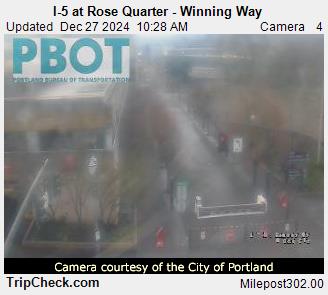 I-5 at Rose Quarter - Winning Way
Updated Dec 27 2024 10:28 AM Camera 4
PBOT
PORTLAND BUREAU OF TRANSPORTATION
Camera courtesy of the City of Portland
TripCheck.com Milepost302.00